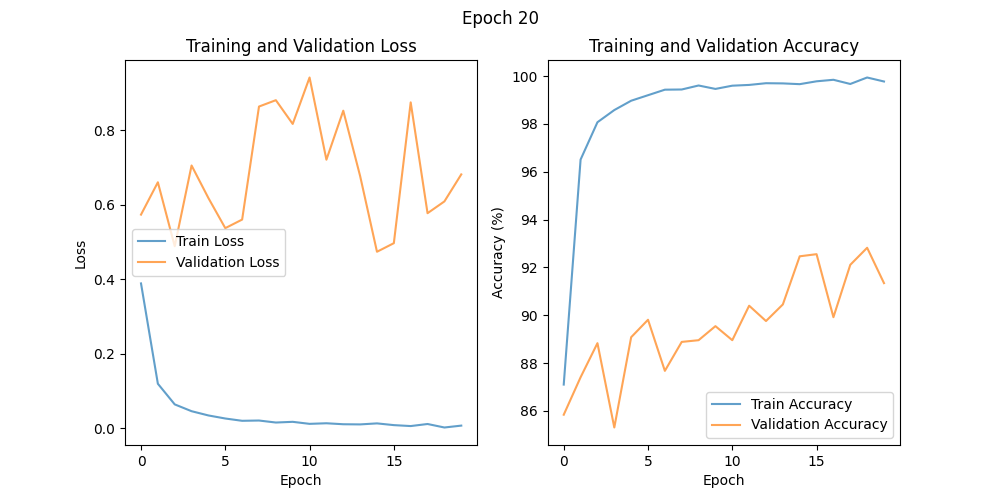 Epoch 20
Training and Validation Loss
0.8
0.6
0.4
0.2
0.0
Loss
Train Loss
Validation Loss
0 5 10 15
Epoch
Training and Validation Accuracy
100
98
96
94
92
90
88
86
Accuracy (%)
Train Accuracy
Validation Accuracy
0 5 10 15
Epoch